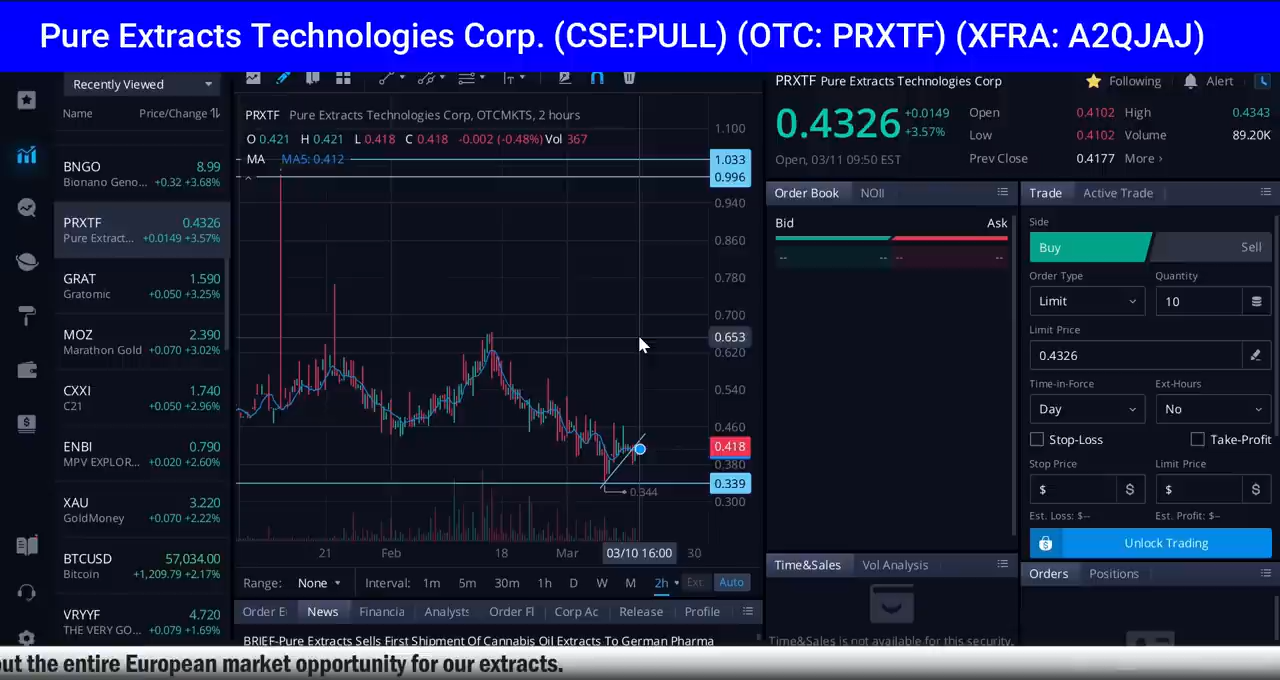 Pure Extracts Technologies Corp. (CSE:PULL) (OTC: PRXTF) (XFRA: A2QJAJ)
Recently Viewed
Name Price/Change
BNGO 8.99
Bionano Geno... +0.32 +3.68%
PRXTF 0.4326
Pure Extract... +0.0149 +3.57%
GRAT 1.590
Gratomic +0.050 +3.25%
MOZ 2.390
Marathon Gold +0.070 +3.02%
CXXI 1.740
C21 +0.050 +2.96%
ENBI 0.790
MPV EXPLOR... +0.020 +2.60%
XAU 3.220
GoldMoney +0.070 +2.22%
BTCUSD 57,034.00
Bitcoin +1,209.79 +2.17%
VRYYF 4.720
THE VERY GO... +0.079 +1.69%
PRXTF Pure Extracts Technologies Corp, OTCMKTS, 2 hours
O 0.421 H 0.421 L 0.418 C 0.418 -0.002 (-0.48%) Vol 367
MA MA5: 0.412
1.100
1.033
0.996
0.940
0.860
0.780
0.700
0.653
0.620
0.540
0.460
0.418
0.380
0.339
0.344
0.300
21 Feb 18 Mar 03/10 16:00 30
Range: None Interval: 1m 5m 30m 1h D W M 2h Ext. Auto
Order E News Financia Analysts Order Fl Corp Ac Release Profile
BRIEF-Pure Extracts Sells First Shipment Of Cannabis Oil Extracts To German Pharma
PRXTF Pure Extracts Technologies Corp Following Alert
0.4326 +0.0149
+3.57%
Open, 03/11 09:50 EST
Open 0.4102 High 0.4343
Low 0.4102 Volume 89.20K
Prev Close 0.4177 More ›
Order Book NOII
Bid Ask
-- -- -- --
Time&Sales Vol Analysis
Time&Sales is not available for this security.
Trade Active Trade
Side
Buy Sell
Order Type Quantity
Limit 10
Limit Price
0.4326
Time-in-Force Ext-Hours
Day No
Stop-Loss Take-Profit
Stop Price Limit Price
$ $ $ $
Est. Loss: $-- Est. Profit: $--
Unlock Trading
Orders Positions
out the entire European market opportunity for our extracts.